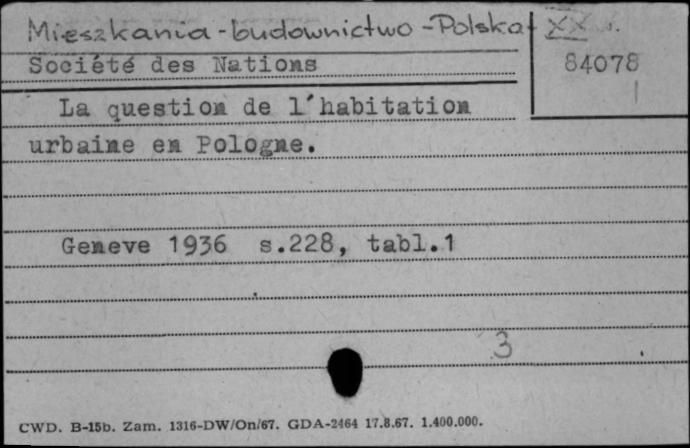 Mieszkania - budownictwo - Polska - XX w.
Société des Nations
84078
La question de l'habitation
urbaine en Pologne.
Geneve 1936 s.228, tabl.1
3
CWD. B-15b. Zam. 1316-DW/On/67. GDA-2464 17.8.67. 1.400.000.